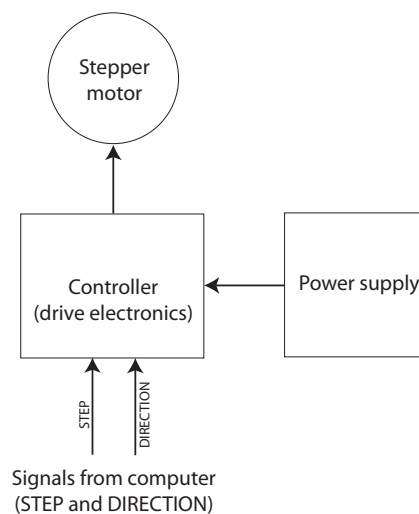 Stepper
motor
Controller
(drive electronics)
Power supply
STEP
DIRECTION
Signals from computer
(STEP and DIRECTION)